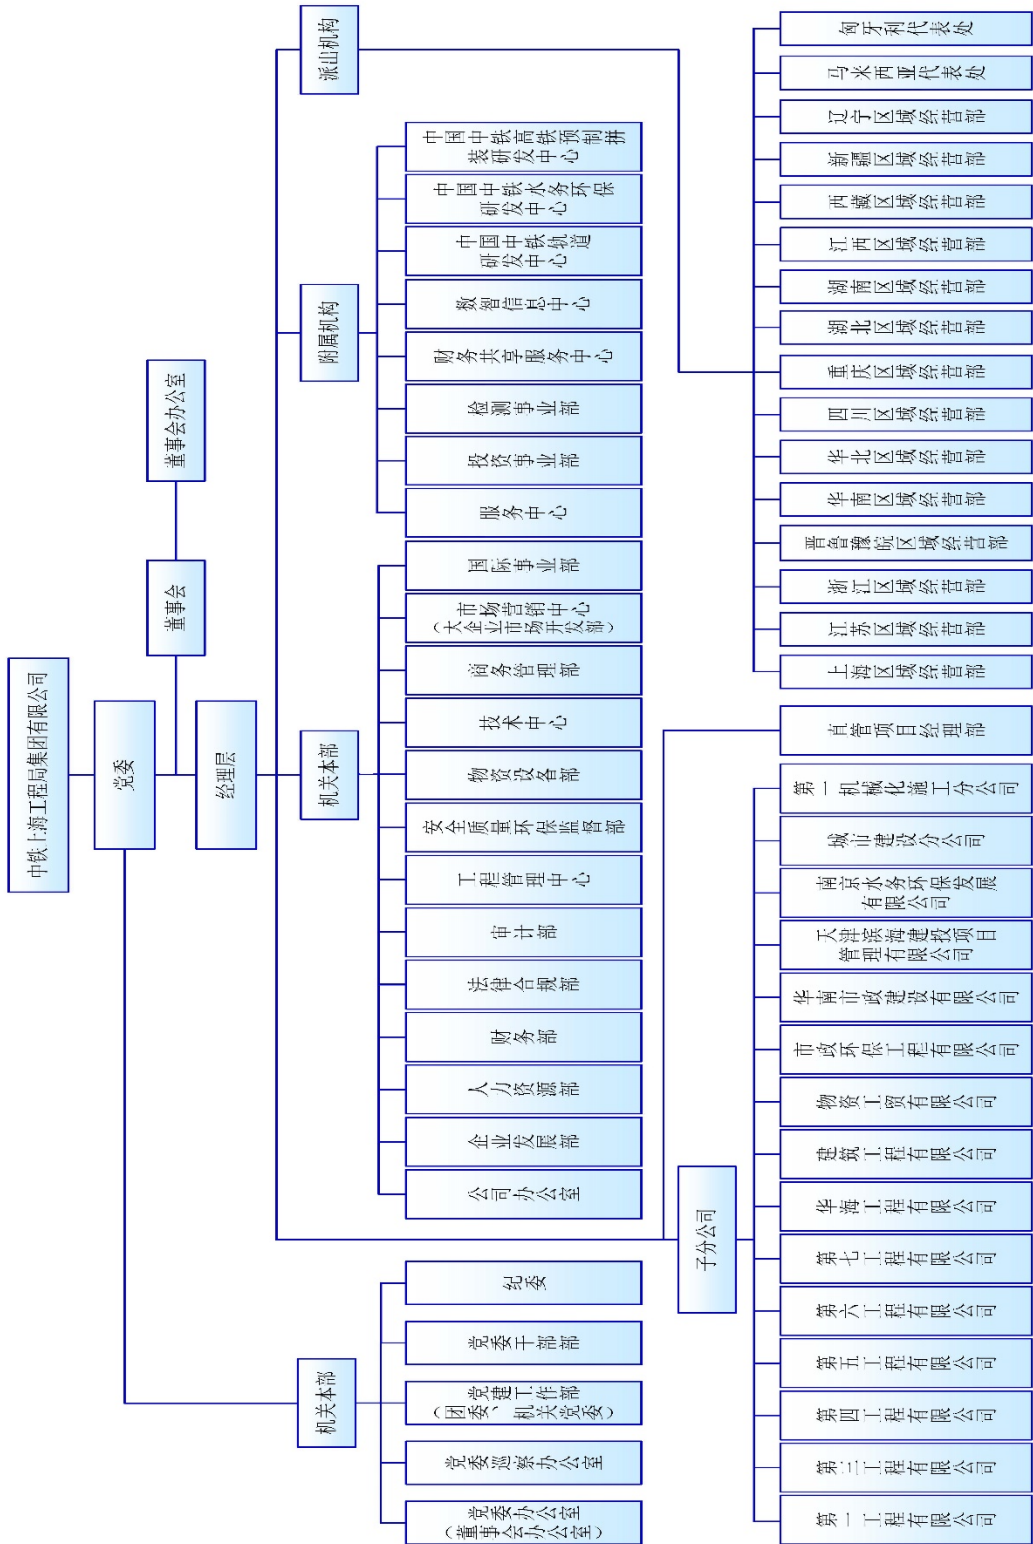 中铁上海工程局集团有限公司
党委
董事会
董事会办公室
经理层
机关本部
党委办公室
(董事会办公室)
党委巡察办公室
党建工作部
(团委、机关党委)
党委干部部
纪委
机关本部
公司办公室
企业发展部
人力资源部
财务部
法律合规部
审计部
工程管理中心
安全质量环保监督部
物资设备部
技术中心
商务管理部
市场营销中心
(大企业市场开发部)
国际事业部
附属机构
服务中心
投资事业部
检测事业部
财务共享服务中心
数智信息中心
中国中铁轨道
研发中心
中国中铁水务环保
研发中心
中国中铁高铁预制拼
装研发中心
派出机构
子分公司
第一工程有限公司
第三工程有限公司
第四工程有限公司
第五工程有限公司
第六工程有限公司
第七工程有限公司
华海工程有限公司
建筑工程有限公司
物资工贸有限公司
市政环保工程有限公司
华南市政建设有限公司
天津滨海建投项目
管理有限公司
南京水务环保发展
有限公司
城市建设分公司
第一机械化施工分公司
直管项目经理部
上海区域经营部
江苏区域经营部
浙江区域经营部
晋鲁豫皖区域经营部
华南区域经营部
华北区域经营部
四川区域经营部
重庆区域经营部
湖北区域经营部
湖南区域经营部
江西区域经营部
西藏区域经营部
新疆区域经营部
辽宁区域经营部
马来西亚代表处
匈牙利代表处